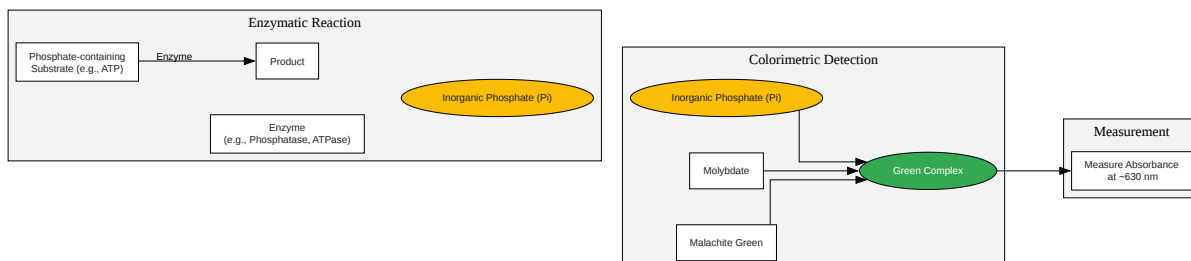 Enzymatic Reaction
Phosphate-containing
Substrate (e.g., ATP)
Enzyme
Product
Inorganic Phosphate (Pi)
Enzyme
(e.g., Phosphatase, ATPase)
Colorimetric Detection
Inorganic Phosphate (Pi)
Molybdate
Green Complex
Malachite Green
Measurement
Measure Absorbance
at ~630 nm